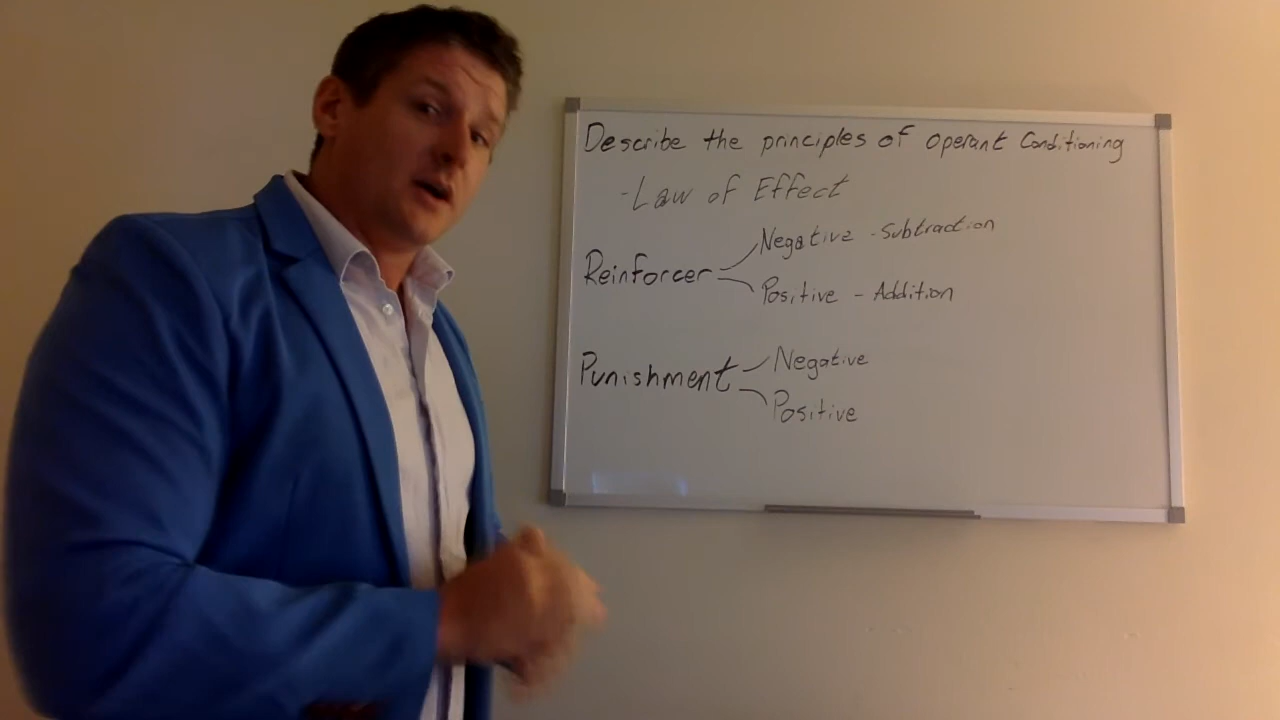 Describe the principles of Operant Conditioning
-Law of Effect
Negative - Subtraction
Reinforcer
Positive - Addition
Negative
Punishment
Positive